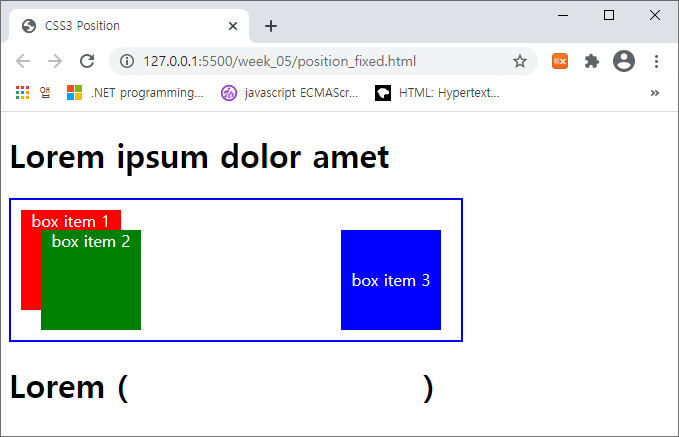 CSS3 Position
127.0.0.1:5500/week_05/position_fixed.html
앱 .NET programming... javascript ECMAScr... HTML: Hypertext...
Lorem ipsum dolor amet
box item 1
box item 2
box item 3
Lorem ( )